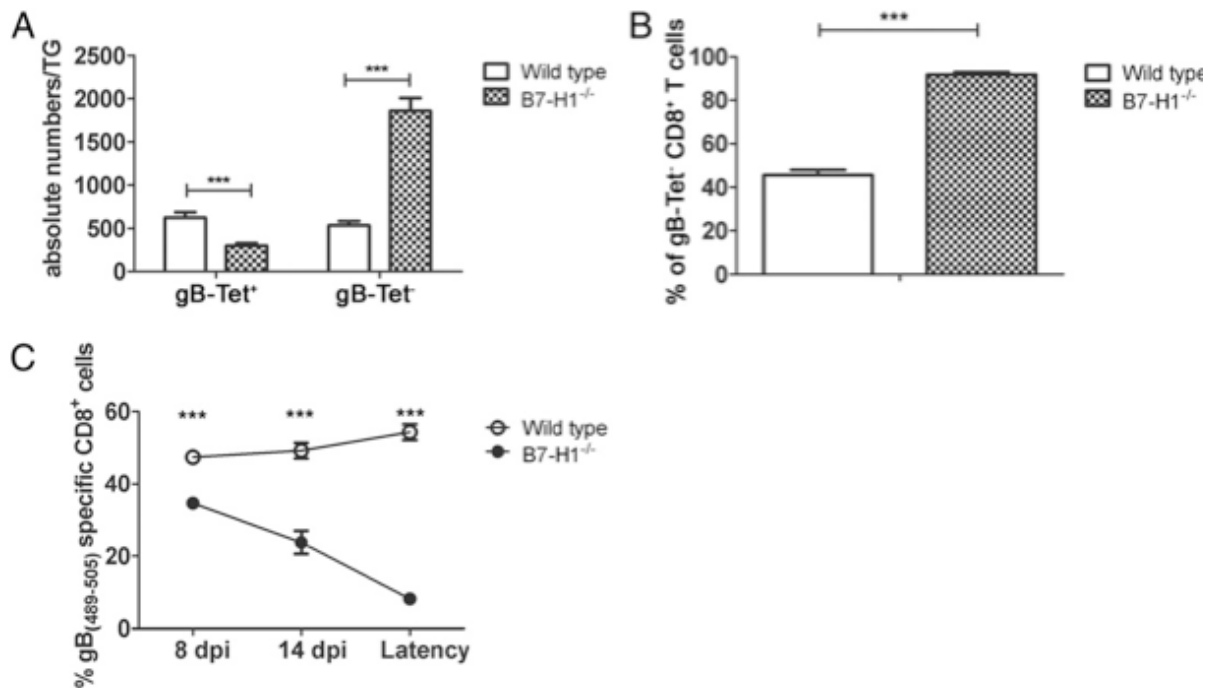 A
absolute numbers/TG
2500
2000
1500
1000
500
0
***
***
gB-Tet⁺
gB-Tet⁻
Wild type
B7-H1⁻/⁻
B
% of gB-Tet⁻ CD8⁺ T cells
100
80
60
40
20
0
***
Wild type
B7-H1⁻/⁻
C
% gB(489-505) specific CD8⁺ cells
60
40
20
0
*** *** ***
8 dpi 14 dpi Latency
Wild type
B7-H1⁻/⁻